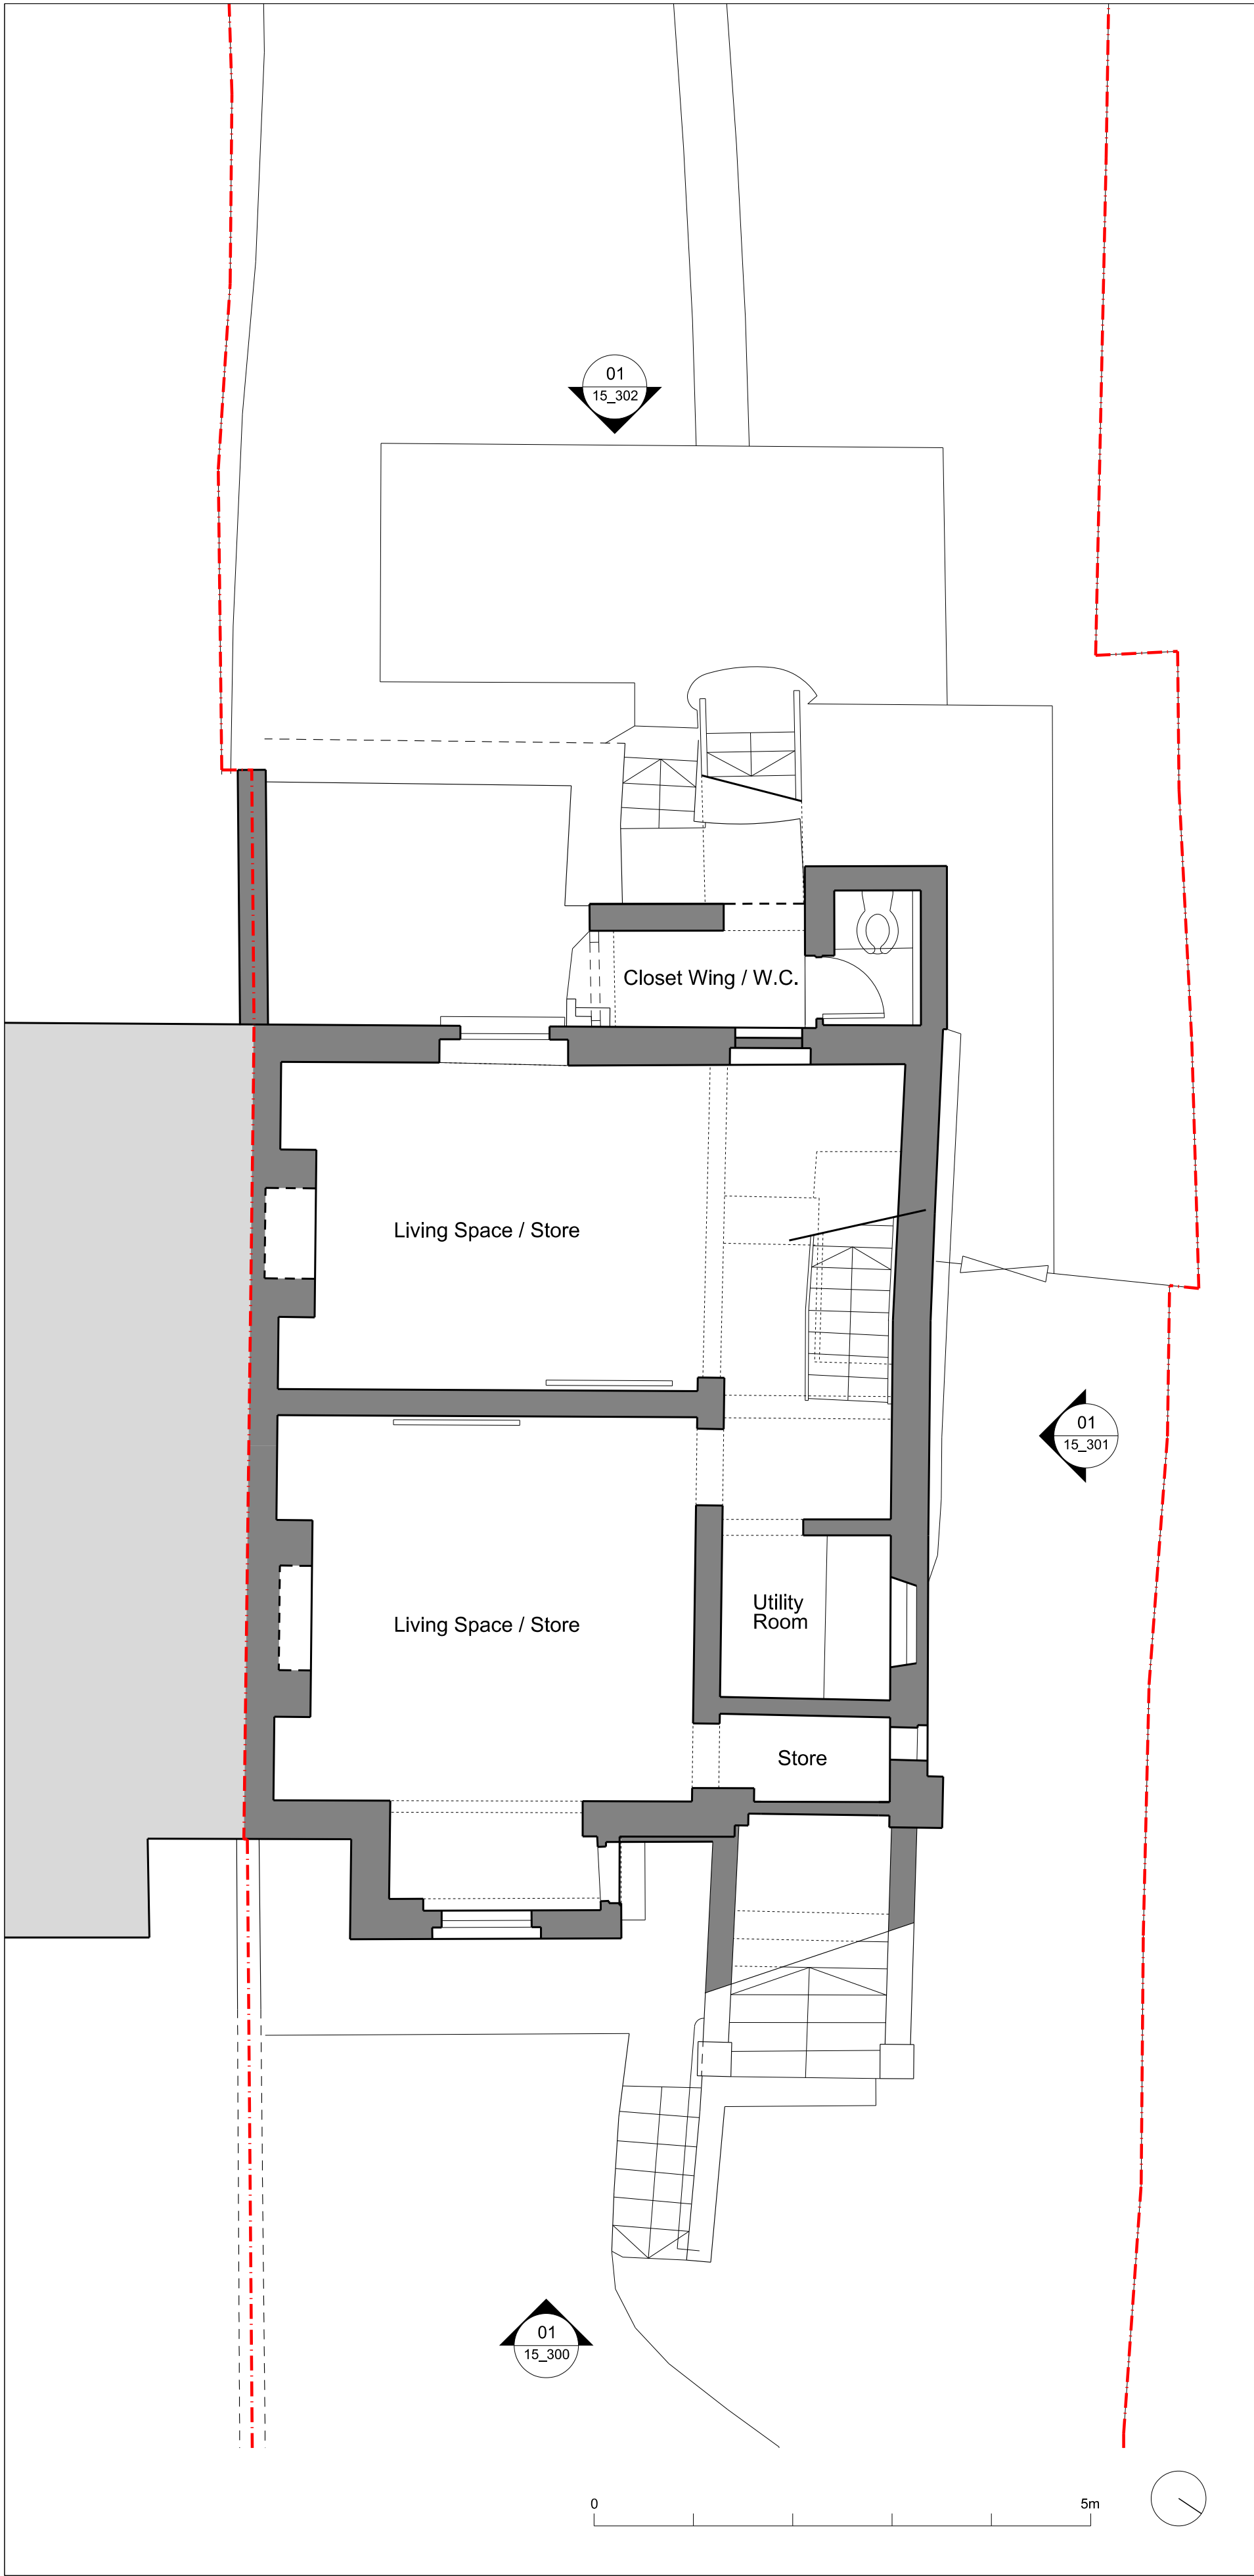 01
15_302
Closet Wing / W.C.
Living Space / Store
01
15_301
Living Space / Store
Utility
Room
Store
01
15_300
0
5m